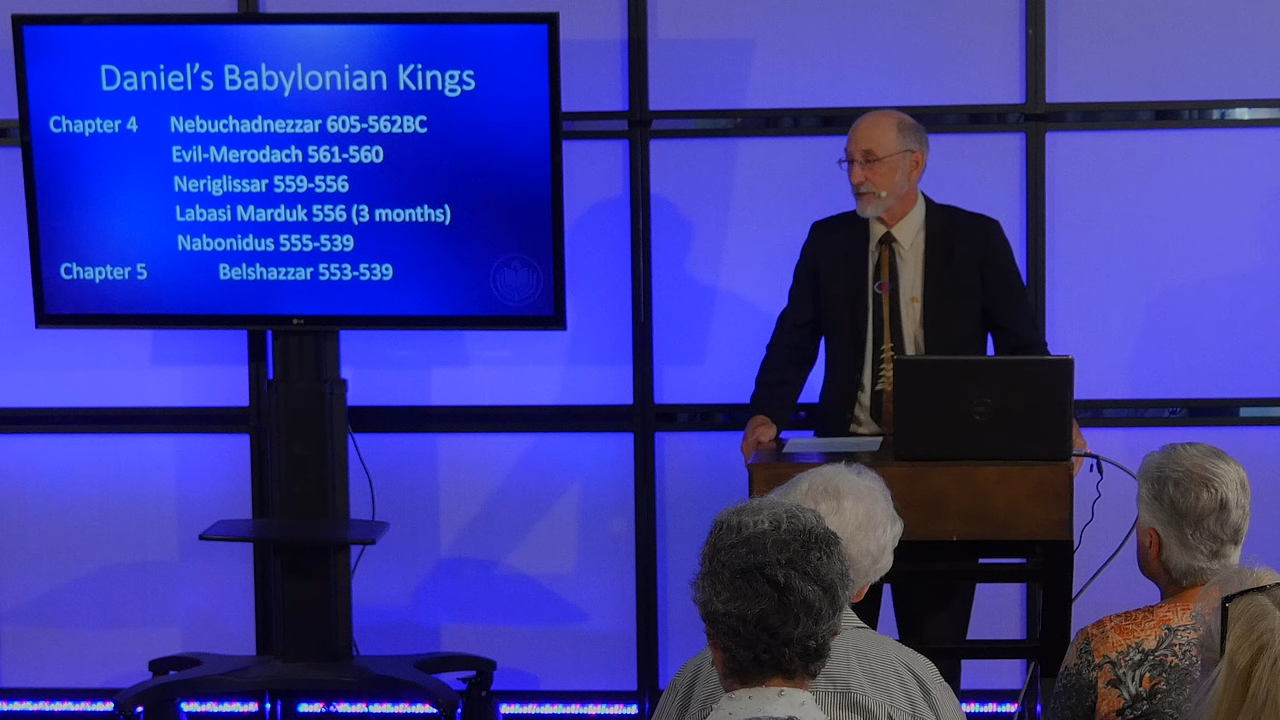 Daniel's Babylonian Kings
Chapter 4 Nebuchadnezzar 605-562BC
Evil-Merodach 561-560
Neriglissar 559-556
Labasi Marduk 556 (3 months)
Nabonidus 555-539
Chapter 5 Belshazzar 553-539
LG